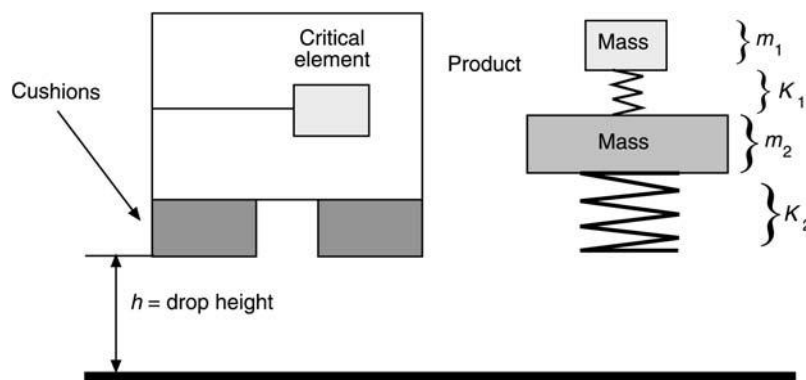 Critical
element
Cushions
h = drop height
Product
Mass
} m1
} K1
Mass
} m2
} K2